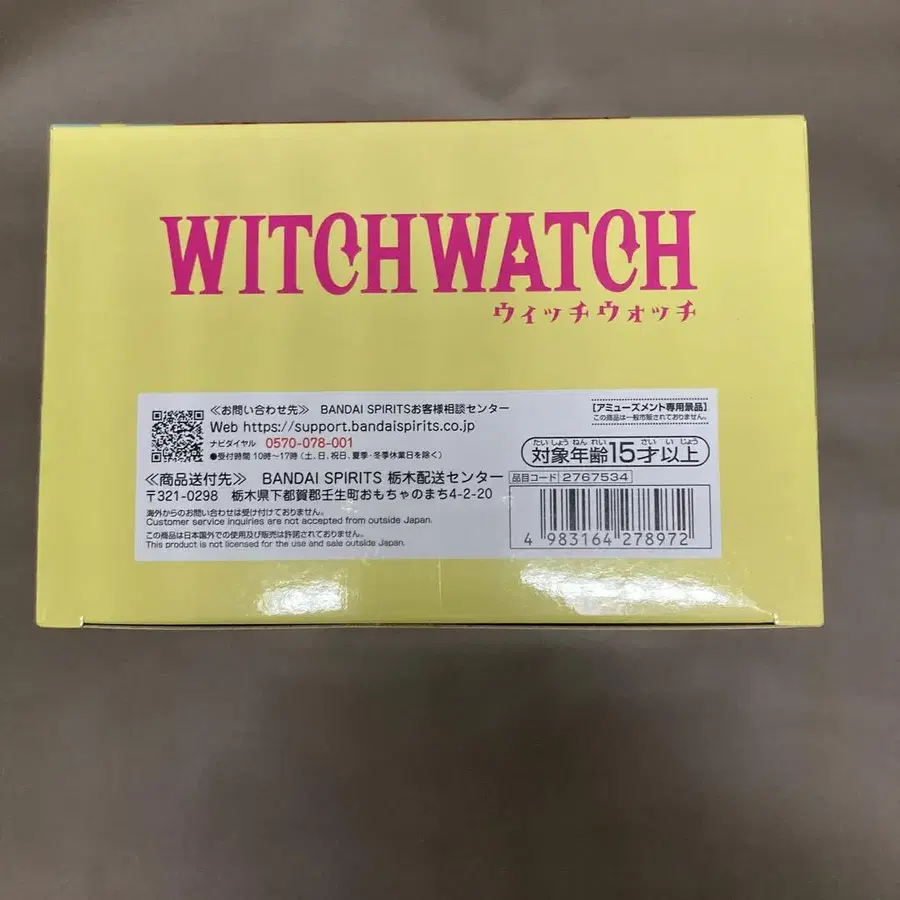 WITCHWATCH
ウィッチウォッチ
≪お問い合わせ先≫ BANDAI SPIRITSお客様相談センター
Web https://support.bandaispirits.co.jp
ナビダイヤル 0570-078-001
●受付時間 10時～17時(土、日、祝日、夏季・冬季休業日を除く)
≪商品送付先≫ BANDAI SPIRITS 栃木配送センター
〒321-0298 栃木県下都賀郡壬生町おもちゃのまち4-2-20
海外からのお問い合わせは受け付けておりません。
Customer service inquiries are not accepted from outside Japan.
この商品は日本国外での使用及び販売は許諾されておりません。
This product is not licensed for the use and sale outside Japan.
【アミューズメント専用景品】
この商品は一般市販されておりません。
たいしょうねんれい さい いじょう
対象年齢15才以上
品目コード 2767534
4 983164 278972